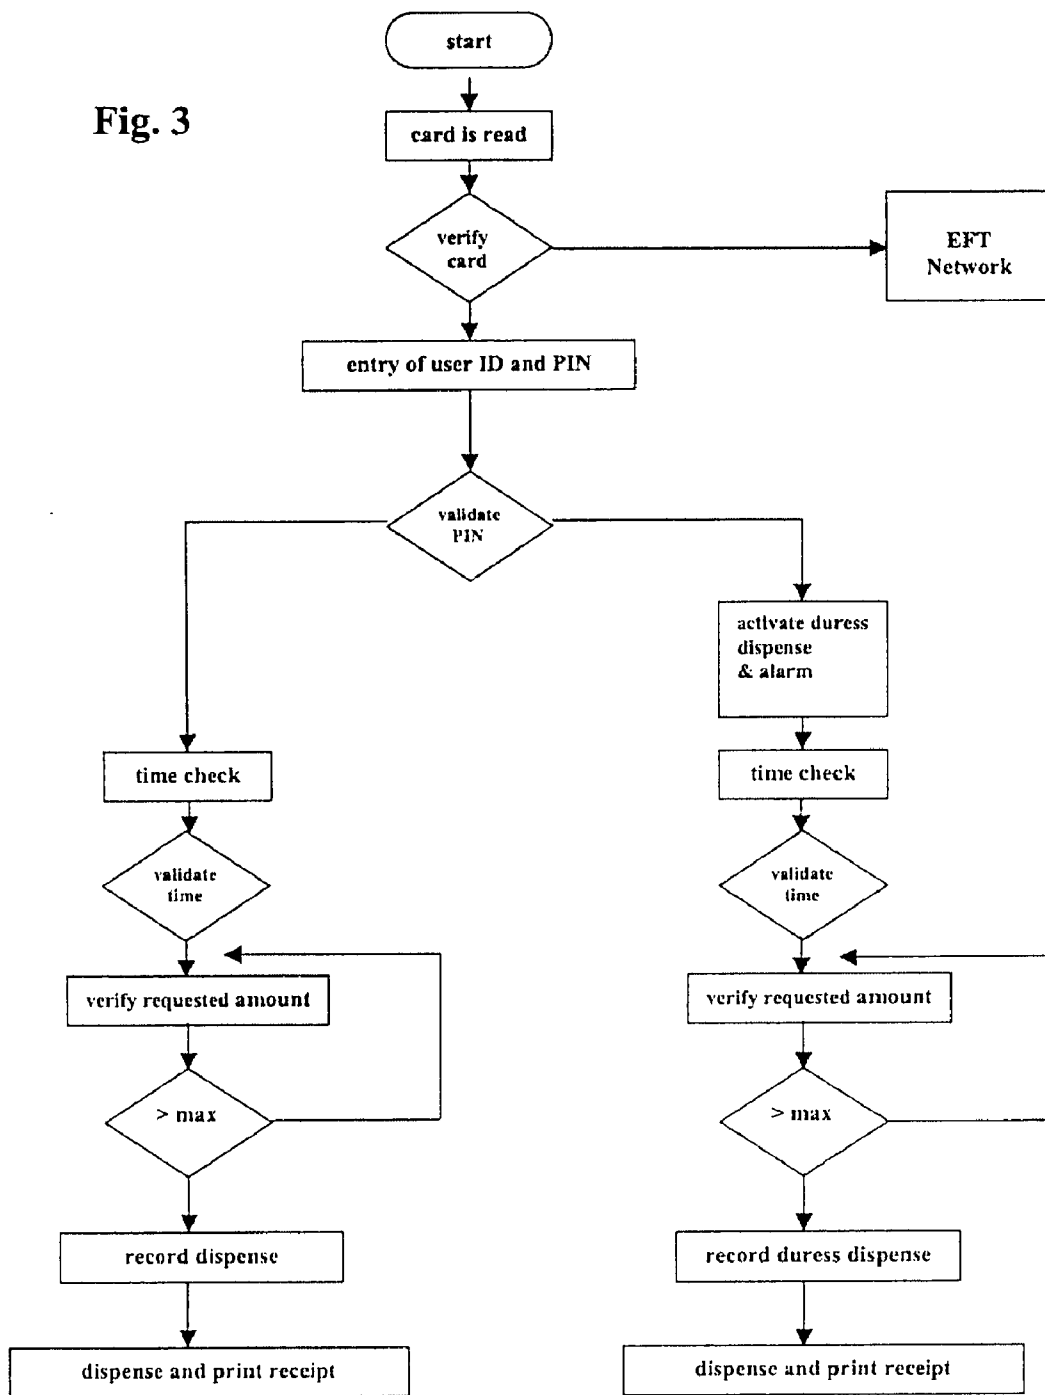 start
Fig. 3
card is read
verify
card
EFT
Network
entry of user ID and PIN
validate
PIN
activate duress
dispense
& alarm
time check
time check
validate
time
validate
time
verify requested amount
verify requested amount
> max
> max
record dispense
record duress dispense
dispense and print receipt
dispense and print receipt